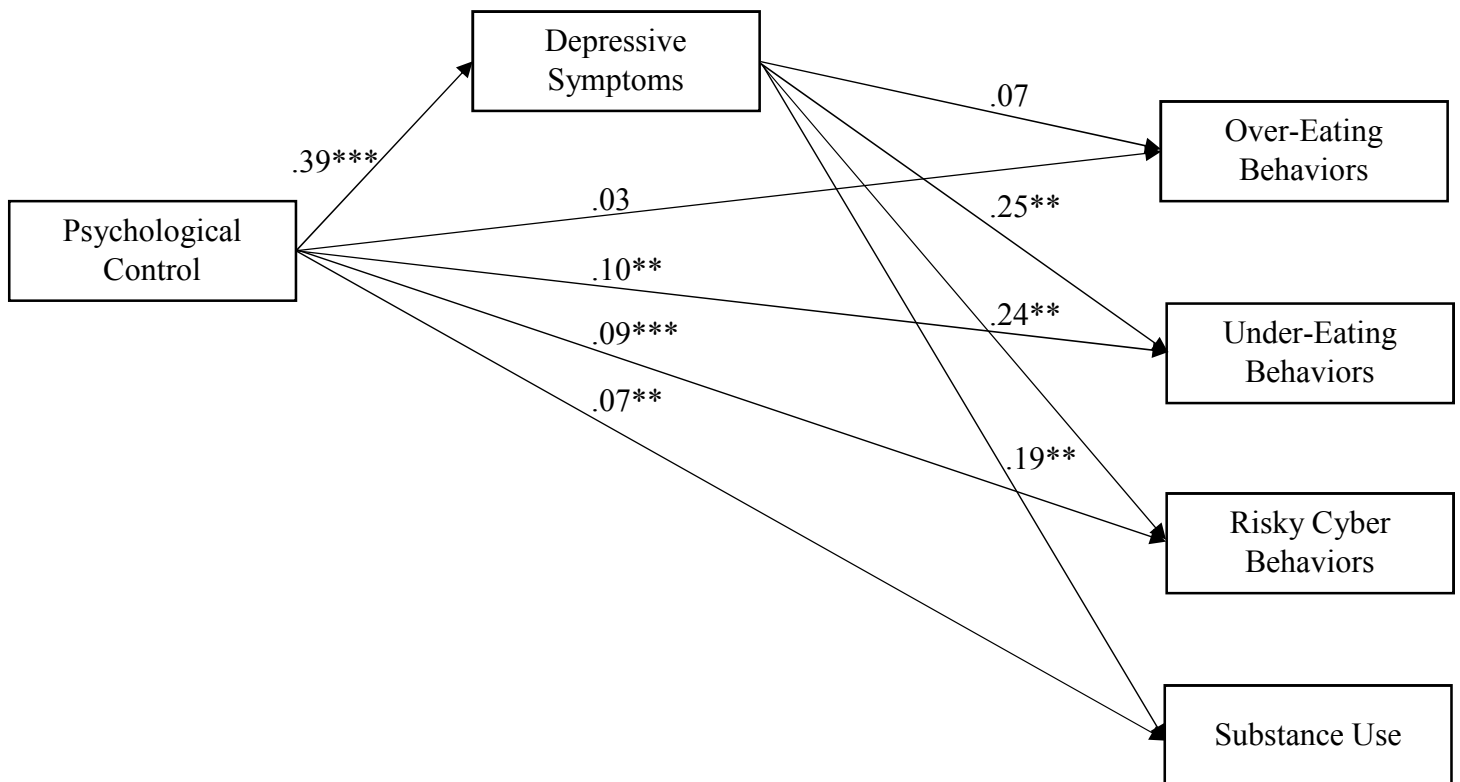 Depressive
Symptoms
.07
Over-Eating
Behaviors
.39***
.03
.25**
Psychological
Control
.10**
.24**
Under-Eating
Behaviors
.09***
.07**
.19**
Risky Cyber
Behaviors
Substance Use